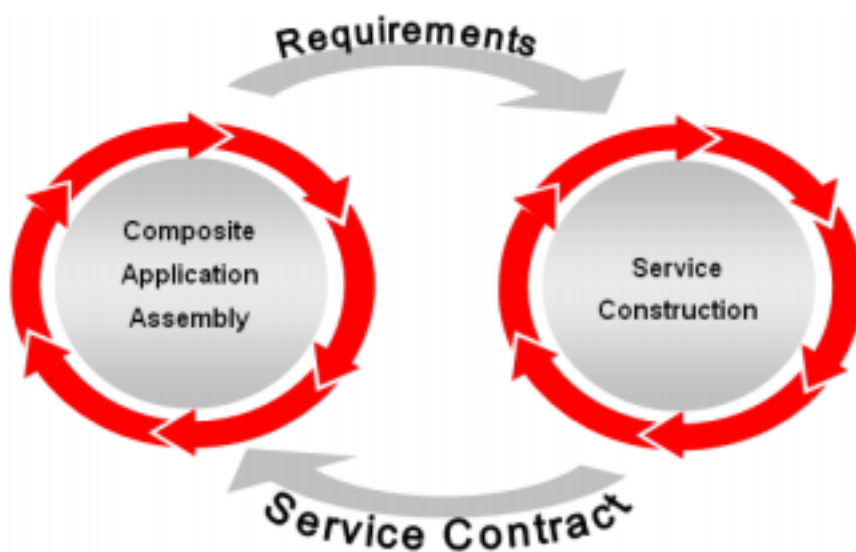 Requirements
Composite
Application
Assembly
Service
Construction
Service Contract